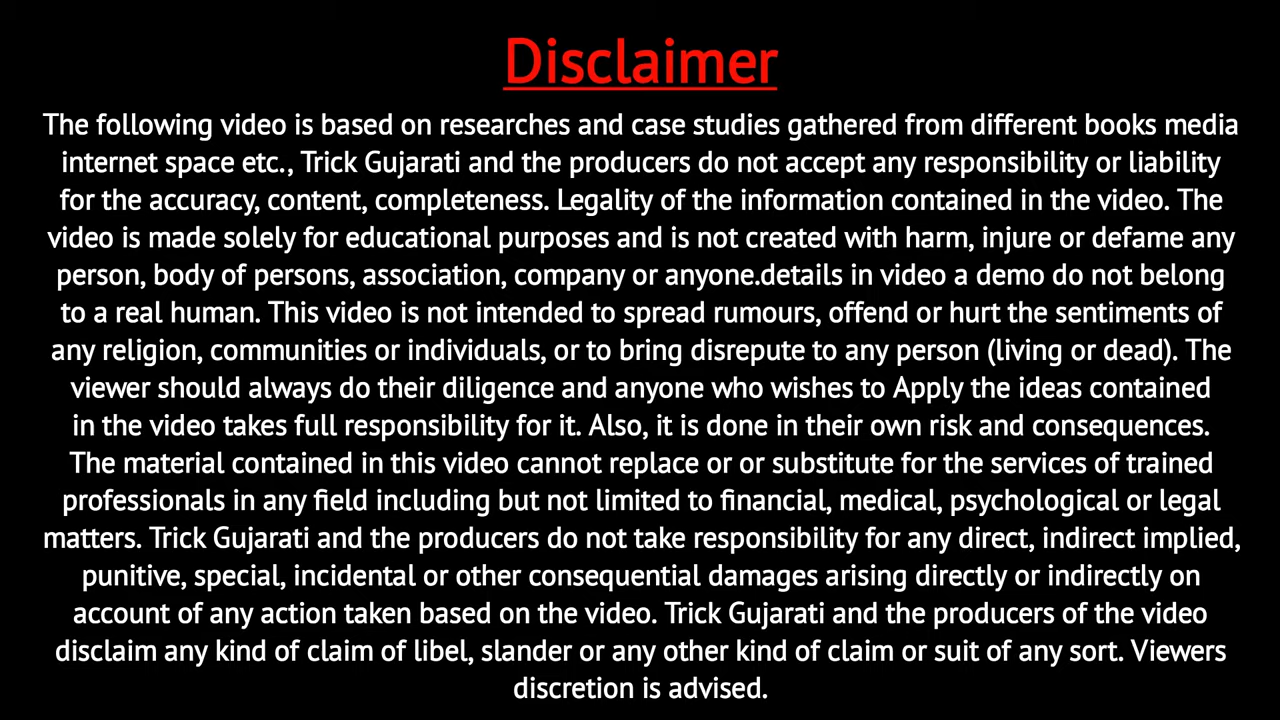 Disclaimer
The following video is based on researches and case studies gathered from different books media
internet space etc., Trick Gujarati and the producers do not accept any responsibility or liability
for the accuracy, content, completeness. Legality of the information contained in the video. The
video is made solely for educational purposes and is not created with harm, injure or defame any
person, body of persons, association, company or anyone.details in video a demo do not belong
to a real human. This video is not intended to spread rumours, offend or hurt the sentiments of
any religion, communities or individuals, or to bring disrepute to any person (living or dead). The
viewer should always do their diligence and anyone who wishes to Apply the ideas contained
in the video takes full responsibility for it. Also, it is done in their own risk and consequences.
The material contained in this video cannot replace or or substitute for the services of trained
professionals in any field including but not limited to financial, medical, psychological or legal
matters. Trick Gujarati and the producers do not take responsibility for any direct, indirect implied,
punitive, special, incidental or other consequential damages arising directly or indirectly on
account of any action taken based on the video. Trick Gujarati and the producers of the video
disclaim any kind of claim of libel, slander or any other kind of claim or suit of any sort. Viewers
discretion is advised.